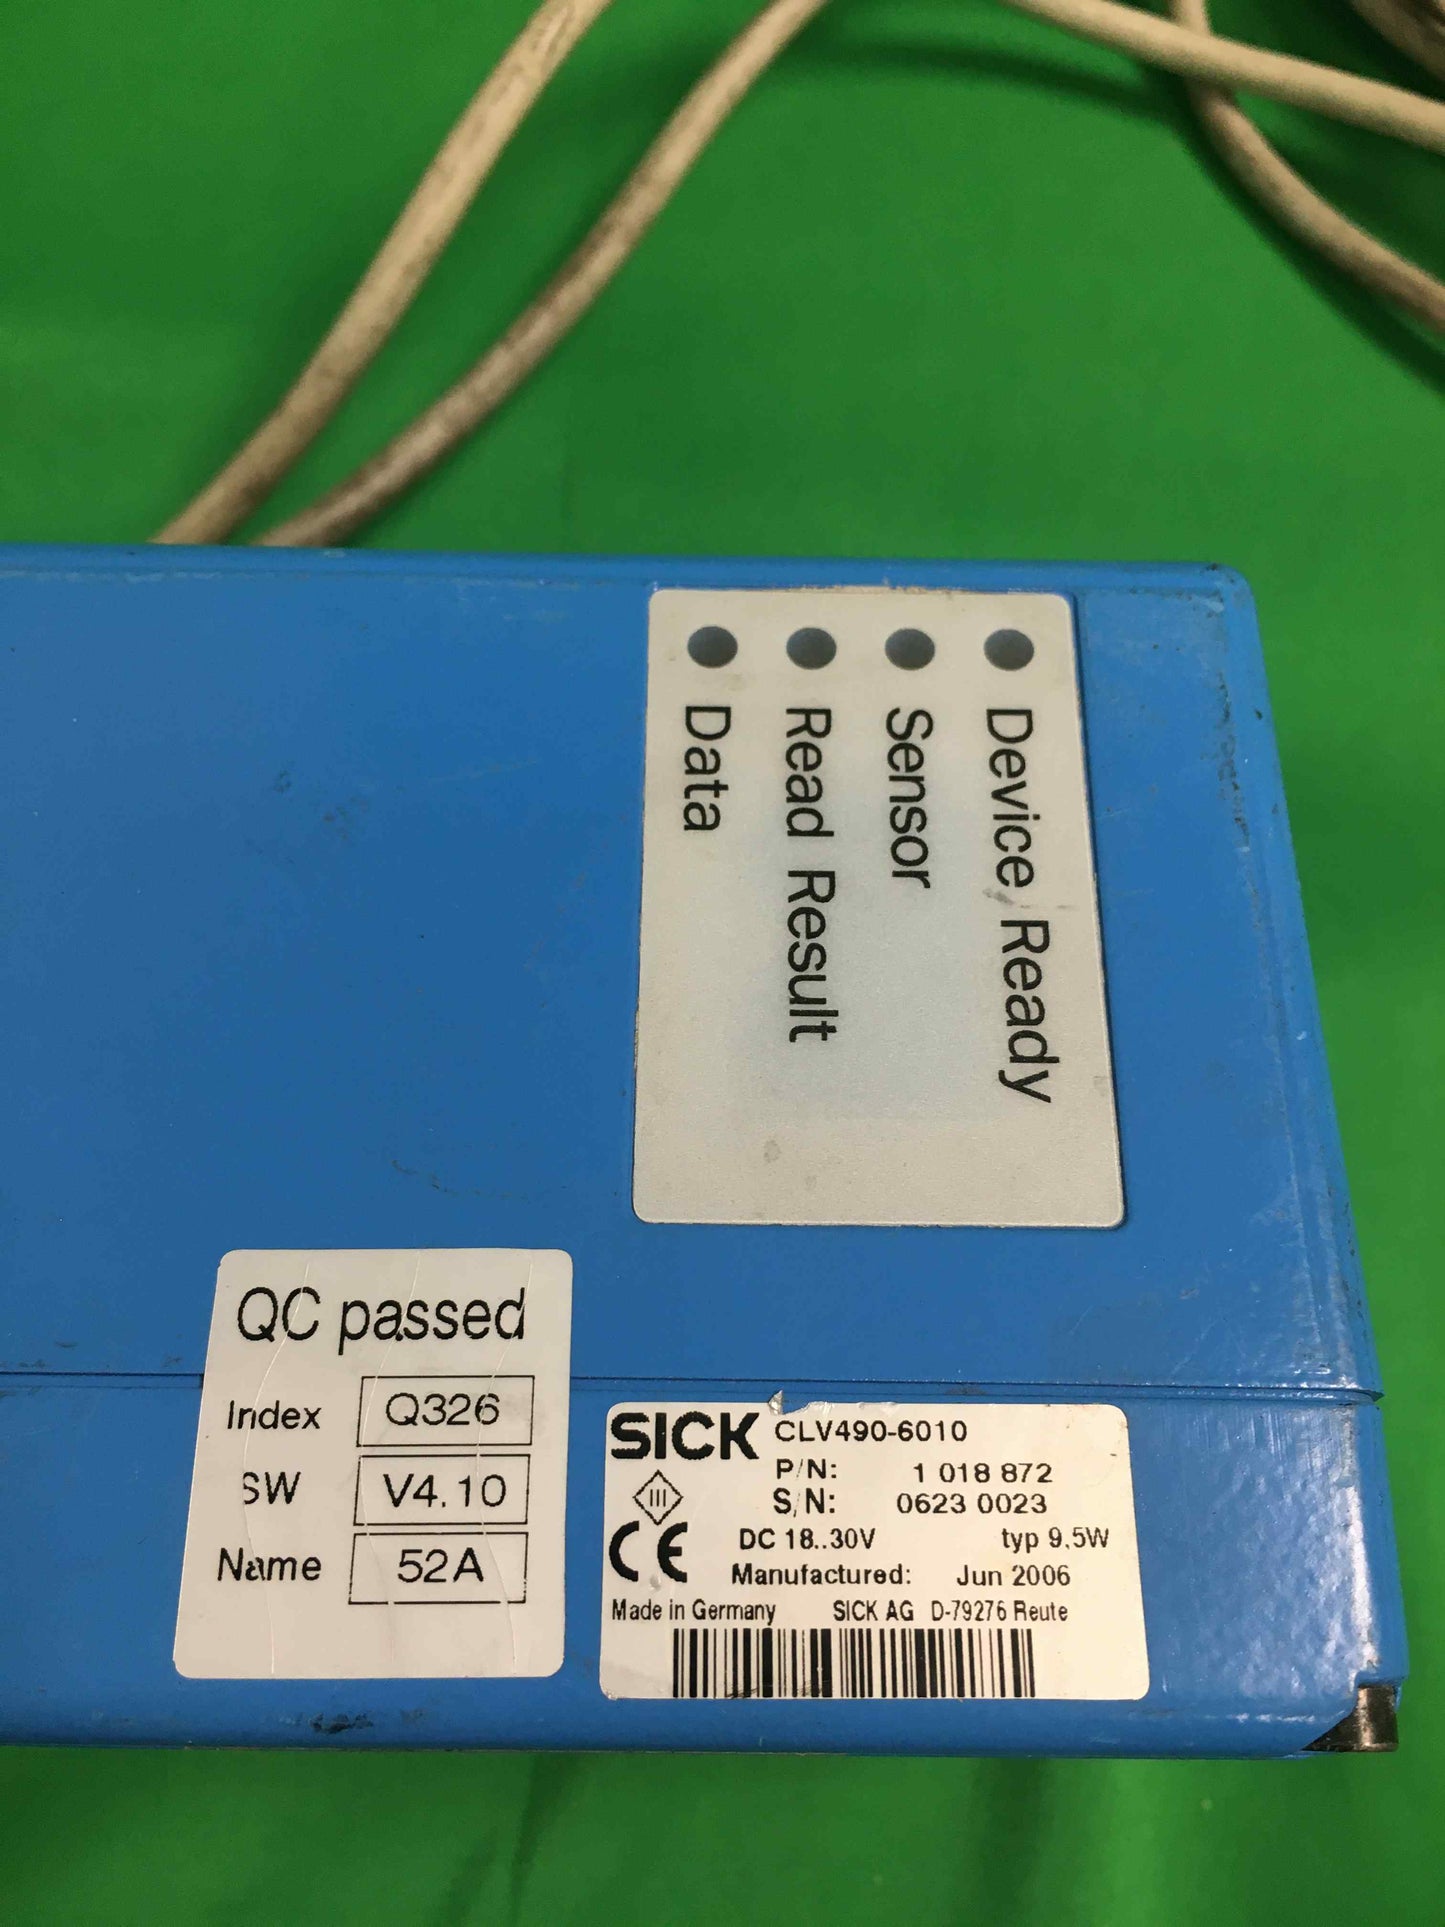 Device Ready
Sensor
Read Result
Data
QC passed
Index Q326
SW V4.10
Name 52A
SICK CLV490-6010
P/N: 1 018 872
S/N: 0623 0023
III
CE DC 18..30V typ 9.5W
Manufactured: Jun 2006
Made in Germany SICK AG D-79276 Reute